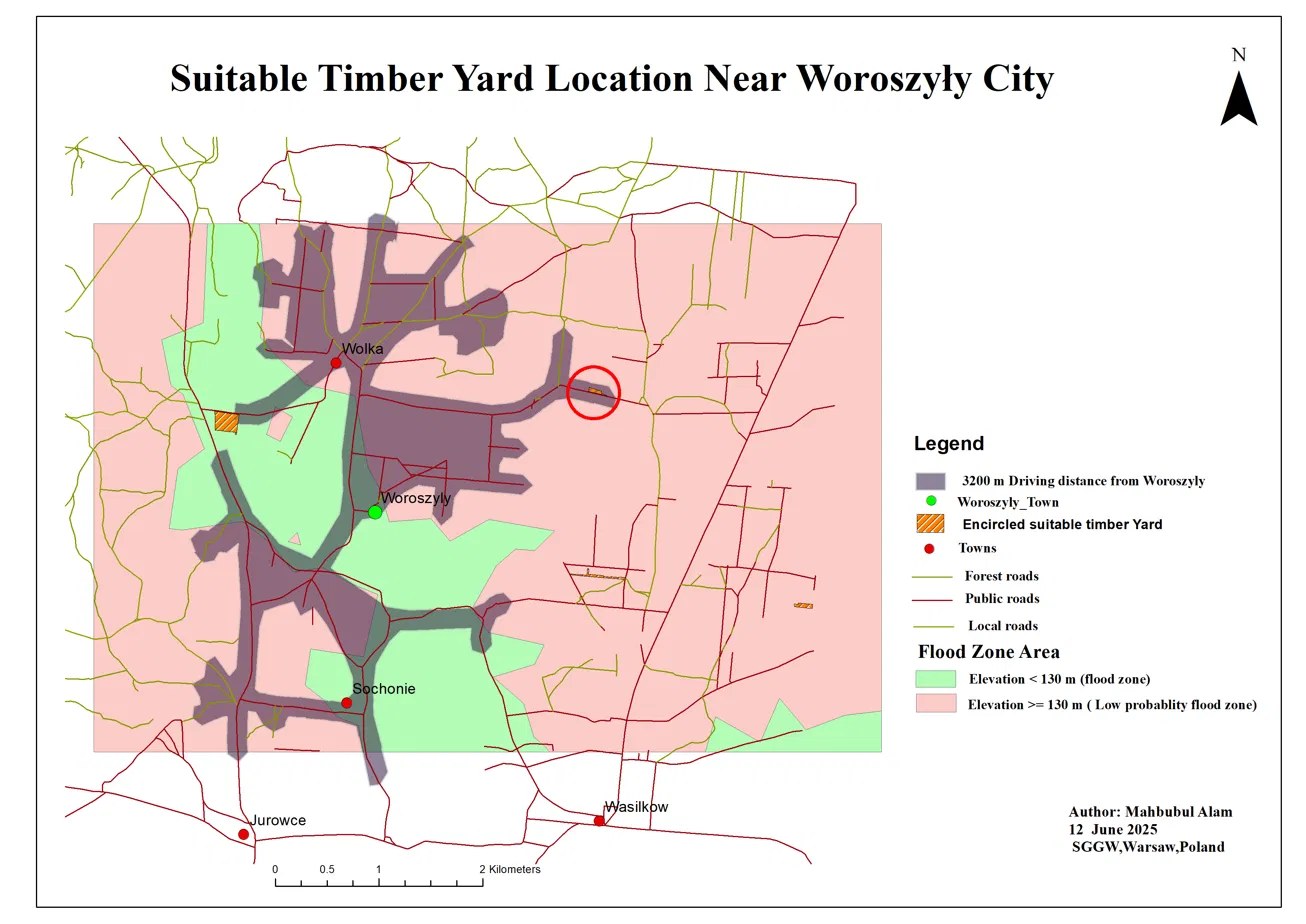 Suitable Timber Yard Location Near Woroszyły City
N
Wolka
Woroszyly
Sochonie
Jurowce
Wasilkow
0 0.5 1 2 Kilometers
Legend
3200 m Driving distance from Woroszyly
Woroszyly_Town
Encircled suitable timber Yard
Towns
Forest roads
Public roads
Local roads
Flood Zone Area
Elevation < 130 m (flood zone)
Elevation >= 130 m ( Low probablity flood zone)
Author: Mahbubul Alam
12 June 2025
SGGW,Warsaw,Poland